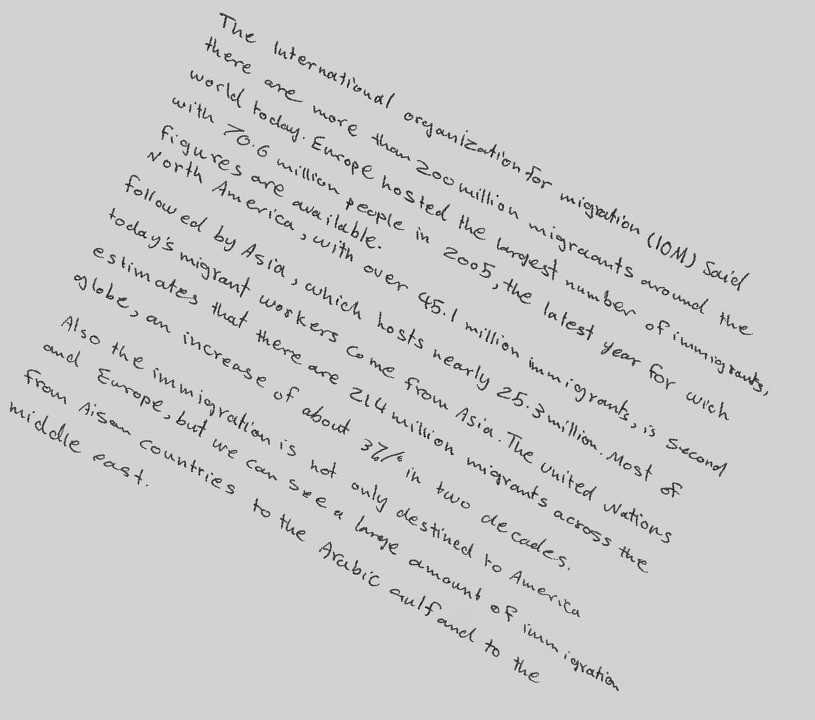 The International organization for migration (IOM) said
there are more than 200 million migraants around the
world today. Europe hosted the largest number of immigrants,
with 70.6 million people in 2005, the latest year for wich
figures are available.
North America, with over 45.1 million immigrants, is second
followed by Asia, which hosts nearly 25.3 million. Most of
today's migrant workers come from Asia. The United Nations
estimates that there are 214 million migrants across the
globe, an increase of about 37% in two decades.
Also the immigration is not only destined to America
and Europe, but we can see a large amount of immigration
from Aisan countries to the Arabic gulf and to the
middle east.